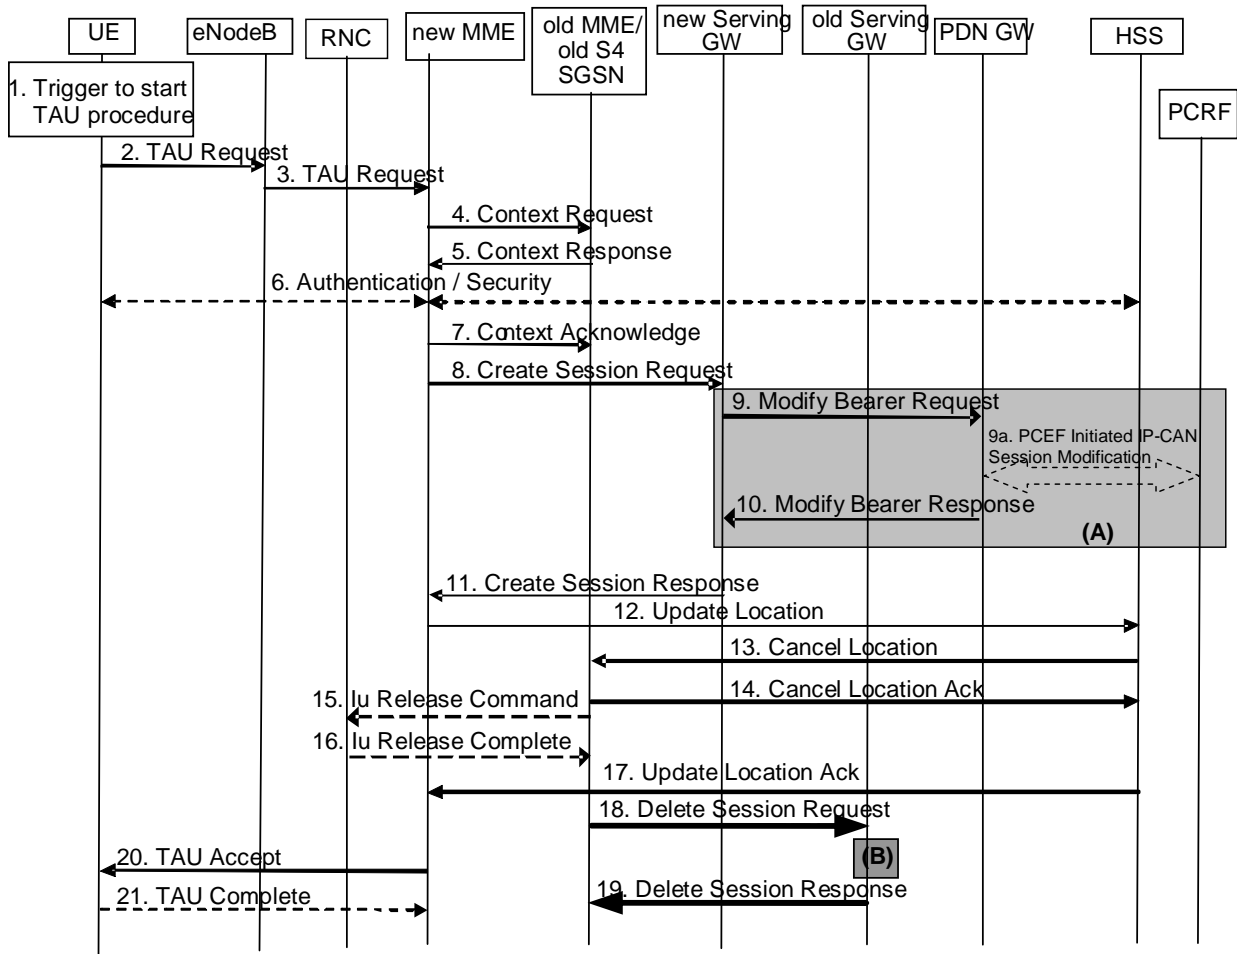 UE
eNodeB
RNC
new MME
old MME/
old S4
SGSN
new Serving
GW
old Serving
GW
PDN GW
HSS
PCRF
1. Trigger to start
TAU procedure
2. TAU Request
3. TAU Request
4. Context Request
5. Context Response
6. Authentication / Security
7. Context Acknowledge
8. Create Session Request
9. Modify Bearer Request
9a. PCEF Initiated IP-CAN
Session Modification
10. Modify Bearer Response
(A)
11. Create Session Response
12. Update Location
13. Cancel Location
14. Cancel Location Ack
15. Iu Release Command
16. Iu Release Complete
17. Update Location Ack
18. Delete Session Request
(B)
20. TAU Accept
19. Delete Session Response
21. TAU Complete